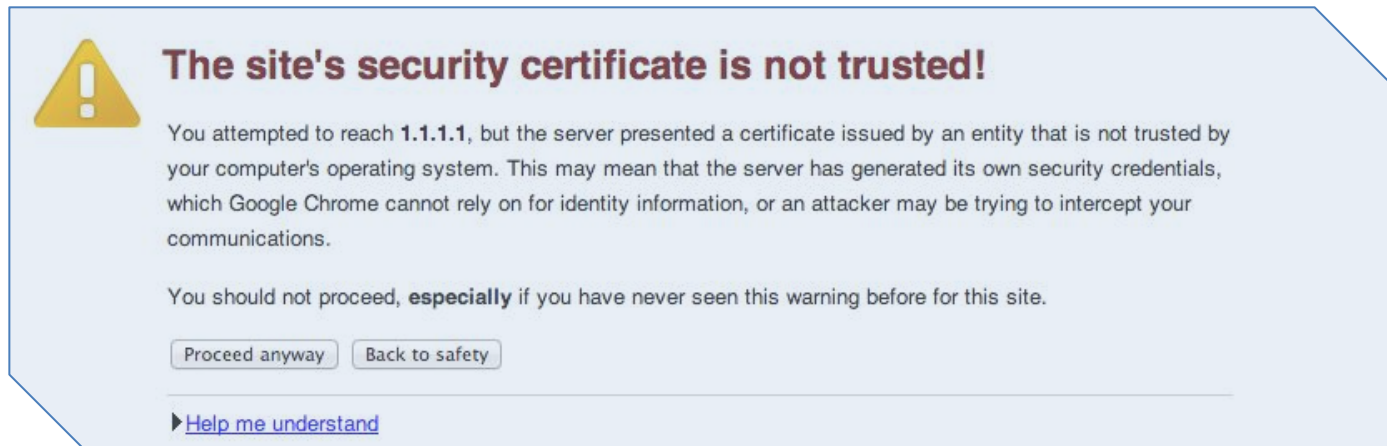 The site's security certificate is not trusted!
You attempted to reach 1.1.1.1, but the server presented a certificate issued by an entity that is not trusted by
your computer's operating system. This may mean that the server has generated its own security credentials,
which Google Chrome cannot rely on for identity information, or an attacker may be trying to intercept your
communications.
You should not proceed, especially if you have never seen this warning before for this site.
Proceed anyway Back to safety
Help me understand